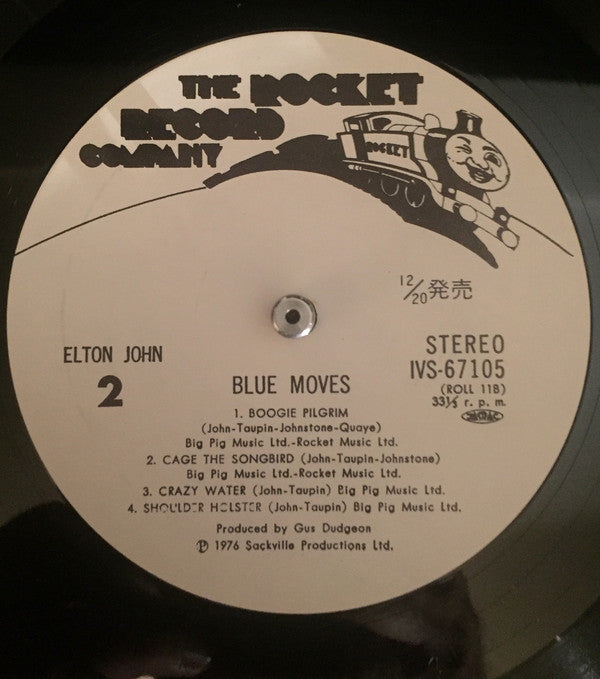 THE ROCKET
RECORD
COMPANY
ROCKET
12/20発売
ELTON JOHN
2
BLUE MOVES
STEREO
IVS-67105
(ROLL 11B)
33⅓ r. p. m.
1. BOOGIE PILGRIM
(John-Taupin-Johnstone-Quaye)
Big Pig Music Ltd.-Rocket Music Ltd.
2. CAGE THE SONGBIRD (John-Taupin-Johnstone)
Big Pig Music Ltd.-Rocket Music Ltd.
3. CRAZY WATER (John-Taupin) Big Pig Music Ltd.
4. SHOULDER HOLSTER (John-Taupin) Big Pig Music Ltd.
Produced by Gus Dudgeon
Ⓟ 1976 Sackville Productions Ltd.